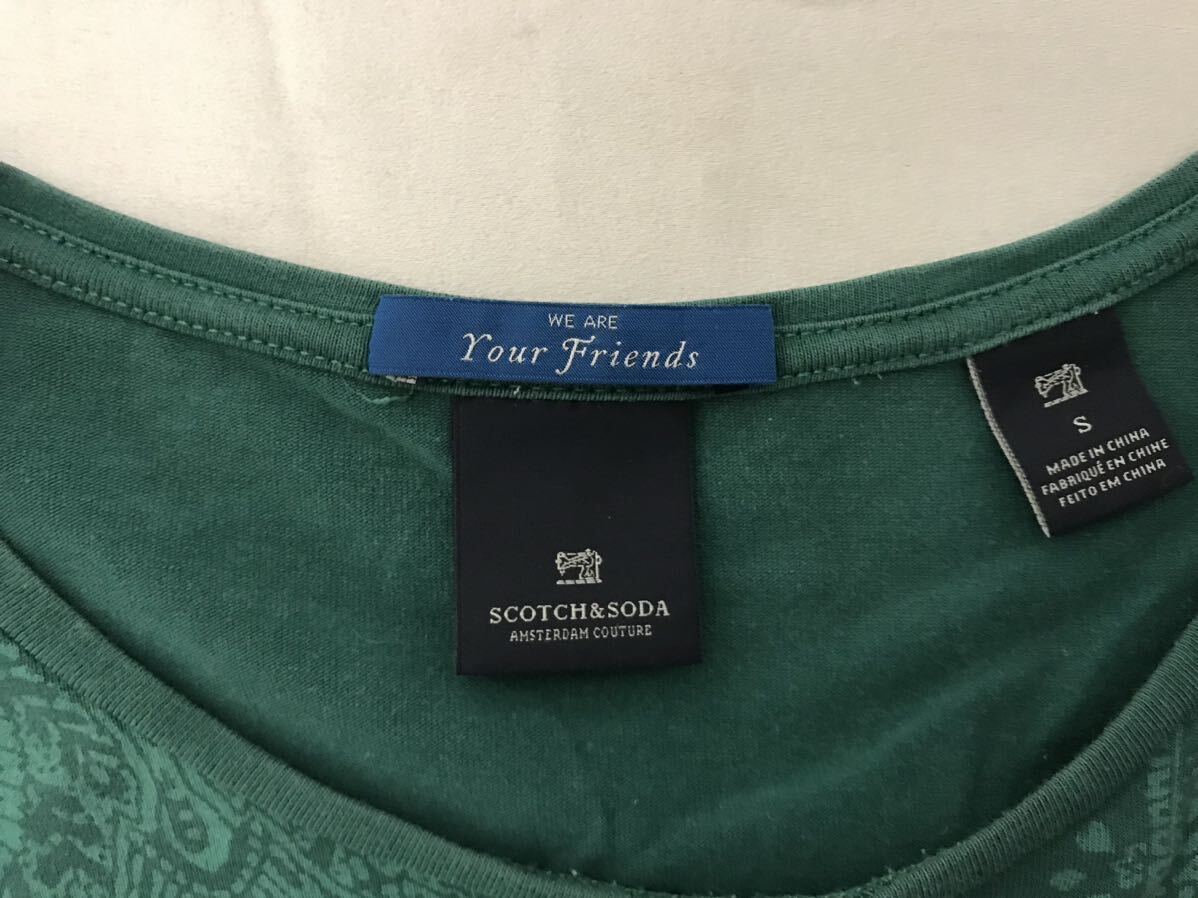 WE ARE
Your Friends
SCOTCH&SODA
AMSTERDAM COUTURE
S
MADE IN CHINA
FABRIQUÉ EN CHINE
FEITO EM CHINA